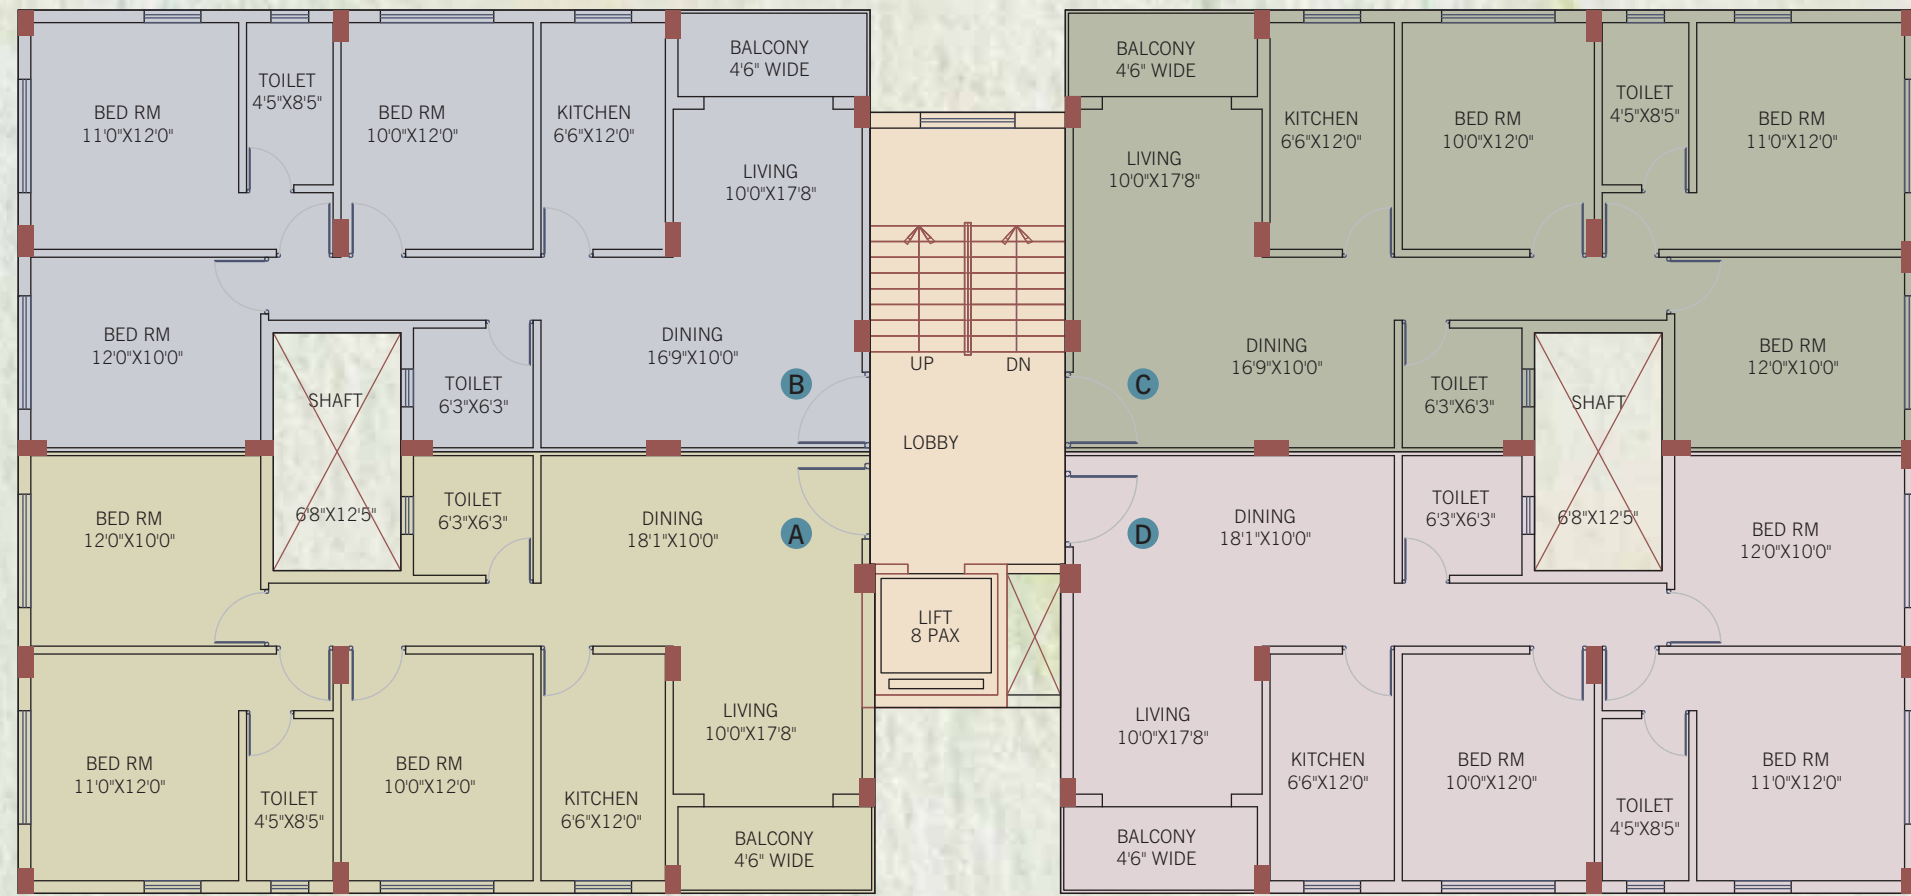 BED RM
11'0"X12'0"
TOILET
4'5"X8'5"
BED RM
10'0"X12'0"
KITCHEN
6'6"X12'0"
BALCONY
4'6" WIDE
LIVING
10'0"X17'8"
BED RM
12'0"X10'0"
SHAFT
TOILET
6'3"X6'3"
DINING
16'9"X10'0"
B
BALCONY
4'6" WIDE
LIVING
10'0"X17'8"
KITCHEN
6'6"X12'0"
BED RM
10'0"X12'0"
TOILET
4'5"X8'5"
BED RM
11'0"X12'0"
UP
DN
LOBBY
C
DINING
16'9"X10'0"
TOILET
6'3"X6'3"
SHAFT
BED RM
12'0"X10'0"
BED RM
12'0"X10'0"
6'8"X12'5"
TOILET
6'3"X6'3"
DINING
18'1"X10'0"
A
BED RM
11'0"X12'0"
TOILET
4'5"X8'5"
BED RM
10'0"X12'0"
KITCHEN
6'6"X12'0"
LIVING
10'0"X17'8"
BALCONY
4'6" WIDE
LIFT
8 PAX
D
DINING
18'1"X10'0"
TOILET
6'3"X6'3"
6'8"X12'5"
BED RM
12'0"X10'0"
LIVING
10'0"X17'8"
BALCONY
4'6" WIDE
KITCHEN
6'6"X12'0"
BED RM
10'0"X12'0"
TOILET
4'5"X8'5"
BED RM
11'0"X12'0"